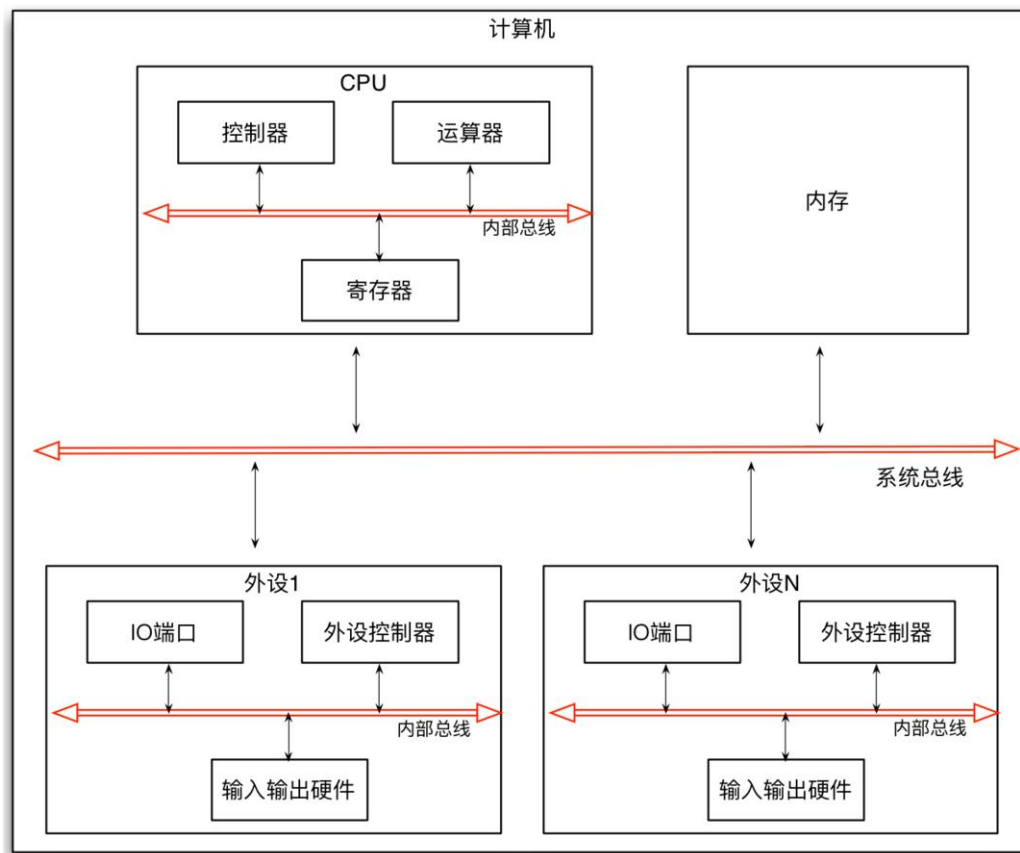 计算机
CPU
控制器
运算器
内部总线
寄存器
内存
系统总线
外设1
IO端口
外设控制器
内部总线
输入输出硬件
外设N
IO端口
外设控制器
内部总线
输入输出硬件